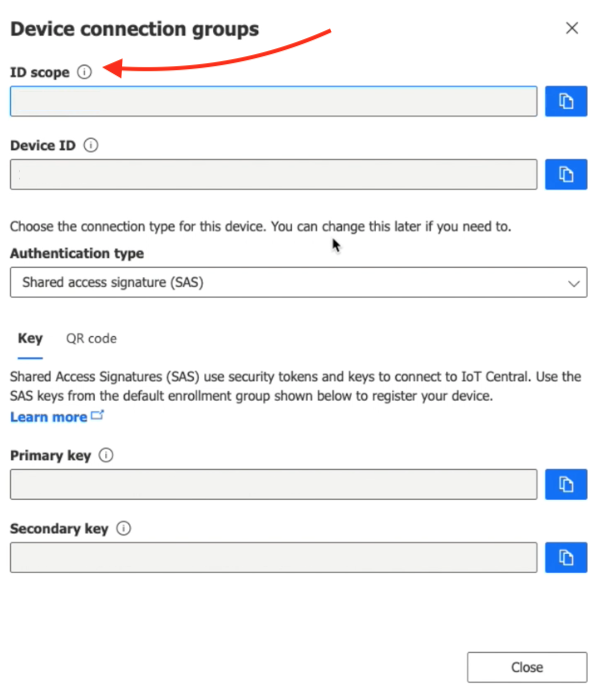 Device connection groups
ID scope
Device ID
Choose the connection type for this device. You can change this later if you need to.
Authentication type
Shared access signature (SAS)
Key QR code
Shared Access Signatures (SAS) use security tokens and keys to connect to IoT Central. Use the
SAS keys from the default enrollment group shown below to register your device.
Learn more
Primary key
Secondary key
Close